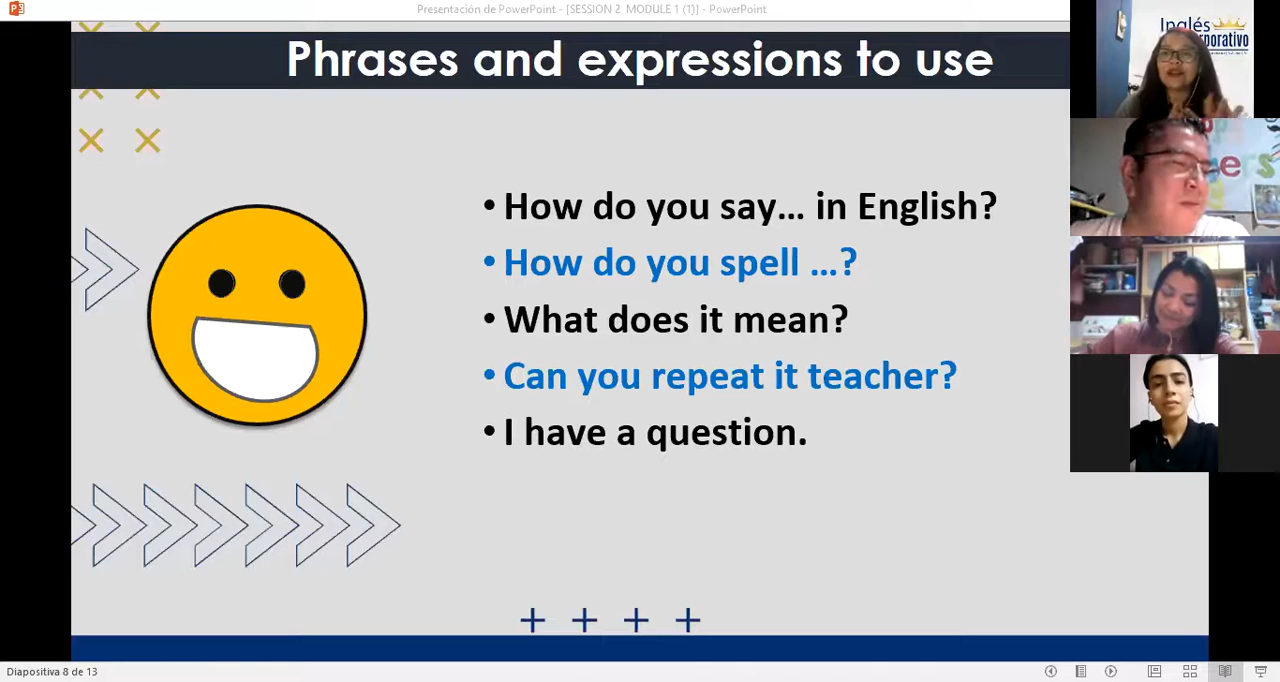 Presentación de PowerPoint - [SESSION 2 MODULE 1 (1)] - PowerPoint
Phrases and expressions to use
Inglés
• How do you say... in English?
• How do you spell ...?
• What does it mean?
• Can you repeat it teacher?
• I have a question.
Diapositiva 8 de 13